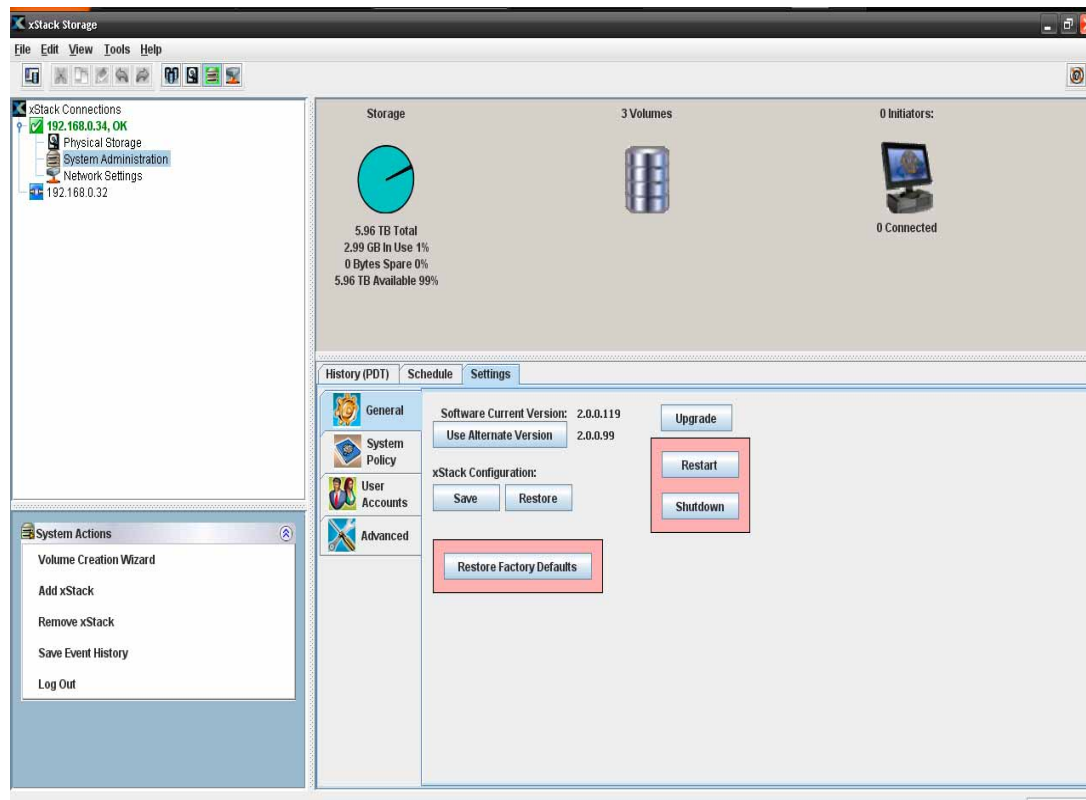 xStack Storage
File Edit View Tools Help
xStack Connections
192.168.0.34, OK
Physical Storage
System Administration
Network Settings
192.168.0.32
Storage
3 Volumes
0 Initiators:
5.96 TB Total
2.99 GB In Use 1%
0 Bytes Spare 0%
5.96 TB Available 99%
0 Connected
History (PDT) Schedule Settings
General
System
Policy
User
Accounts
Advanced
Software Current Version: 2.0.0.119
Upgrade
Use Alternate Version 2.0.0.99
Restart
xStack Configuration:
Save Restore
Shutdown
Restore Factory Defaults
System Actions
Volume Creation Wizard
Add xStack
Remove xStack
Save Event History
Log Out